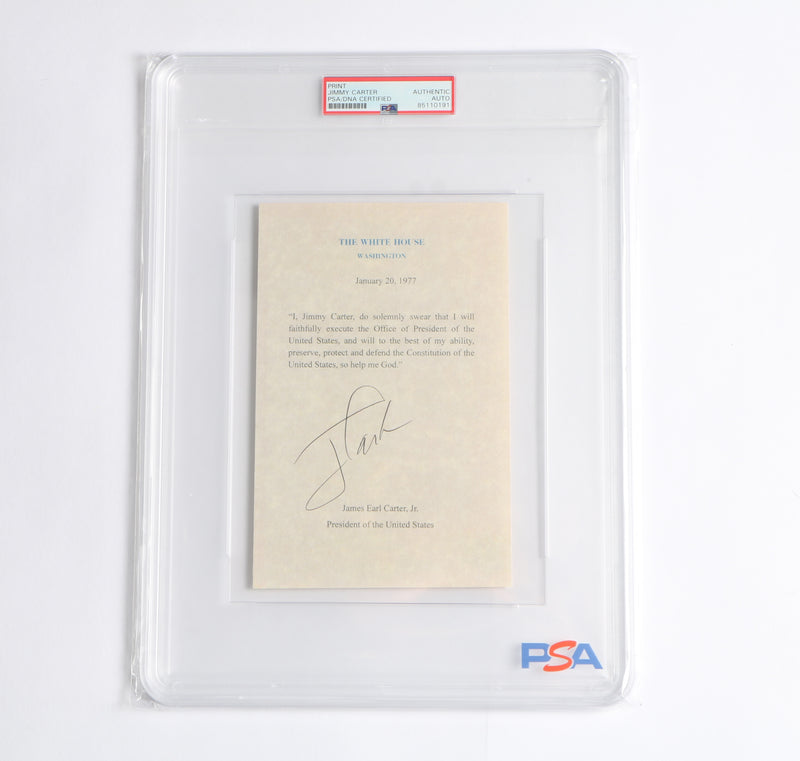 PRINT
JIMMY CARTER AUTHENTIC
PSA/DNA CERTIFIED AUTO
PSA 85110191
THE WHITE HOUSE
WASHINGTON
January 20, 1977
"I, Jimmy Carter, do solemnly swear that I will
faithfully execute the Office of President of the
United States, and will to the best of my ability,
preserve, protect and defend the Constitution of the
United States, so help me God."
James Earl Carter, Jr.
President of the United States
PSA